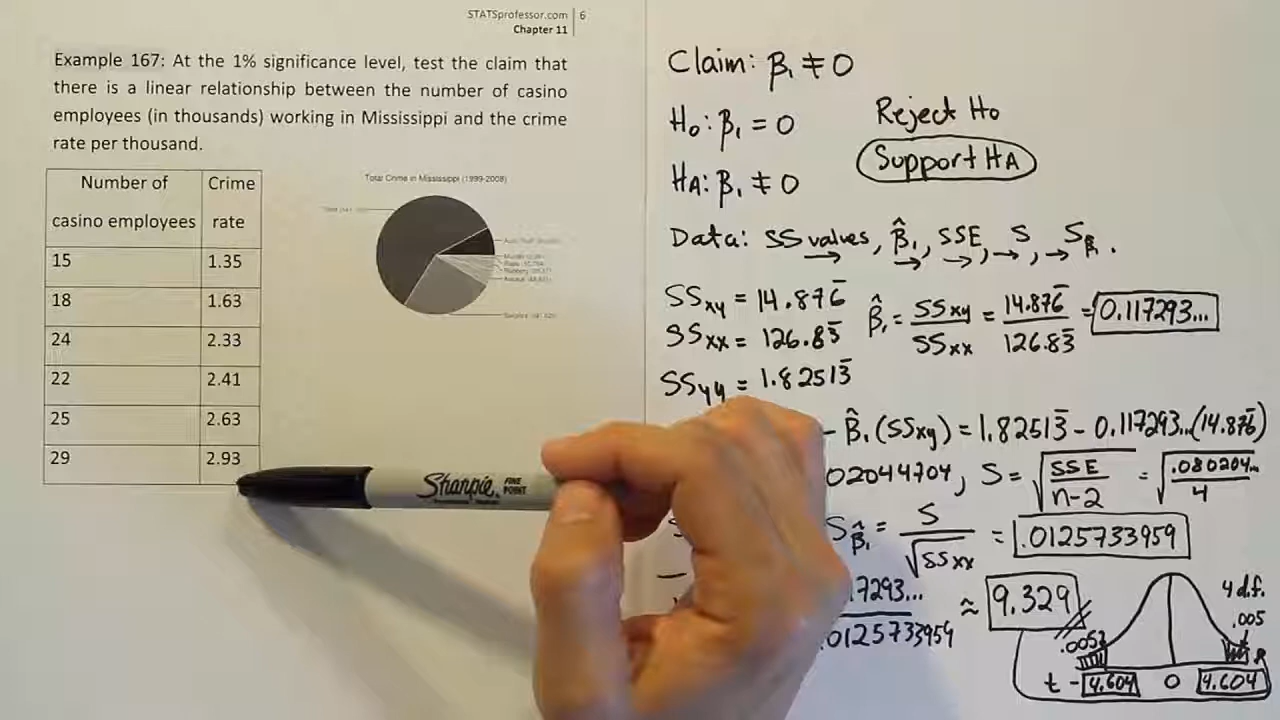 STATSprofessor.com 6
Chapter 11
Example 167: At the 1% significance level, test the claim that
there is a linear relationship between the number of casino
employees (in thousands) working in Mississippi and the crime
rate per thousand.
Number of casino employees Crime rate
15 1.35
18 1.63
24 2.33
22 2.41
25 2.63
29 2.93
Total Crime in Mississippi (1999-2008)
Sharpie. FINE POINT
Claim: β₁ ≠ 0
H₀: β₁ = 0
Reject H₀
HA: β₁ ≠ 0
Support HA
Data: SS values, β̂₁, SSE, S, Sβ̂₁.
SSxy = 14.876̅
SSxx = 126.83̅
SSyy = 1.82513̅
β̂₁ = SSxy / SSxx = 14.876̅ / 126.83̅ = 0.117293...
- β̂₁(SSxy) = 1.82513̅ - 0.117293...(14.876̅)
02044704, S = √(SSE / n-2) = √(.080204... / 4)
Sβ̂₁ = S / √SSxx = .0125733959
7293... / .0125733959 ≈ 9.329
4 d.f.
.005 .005
t -4.604 0 4.604